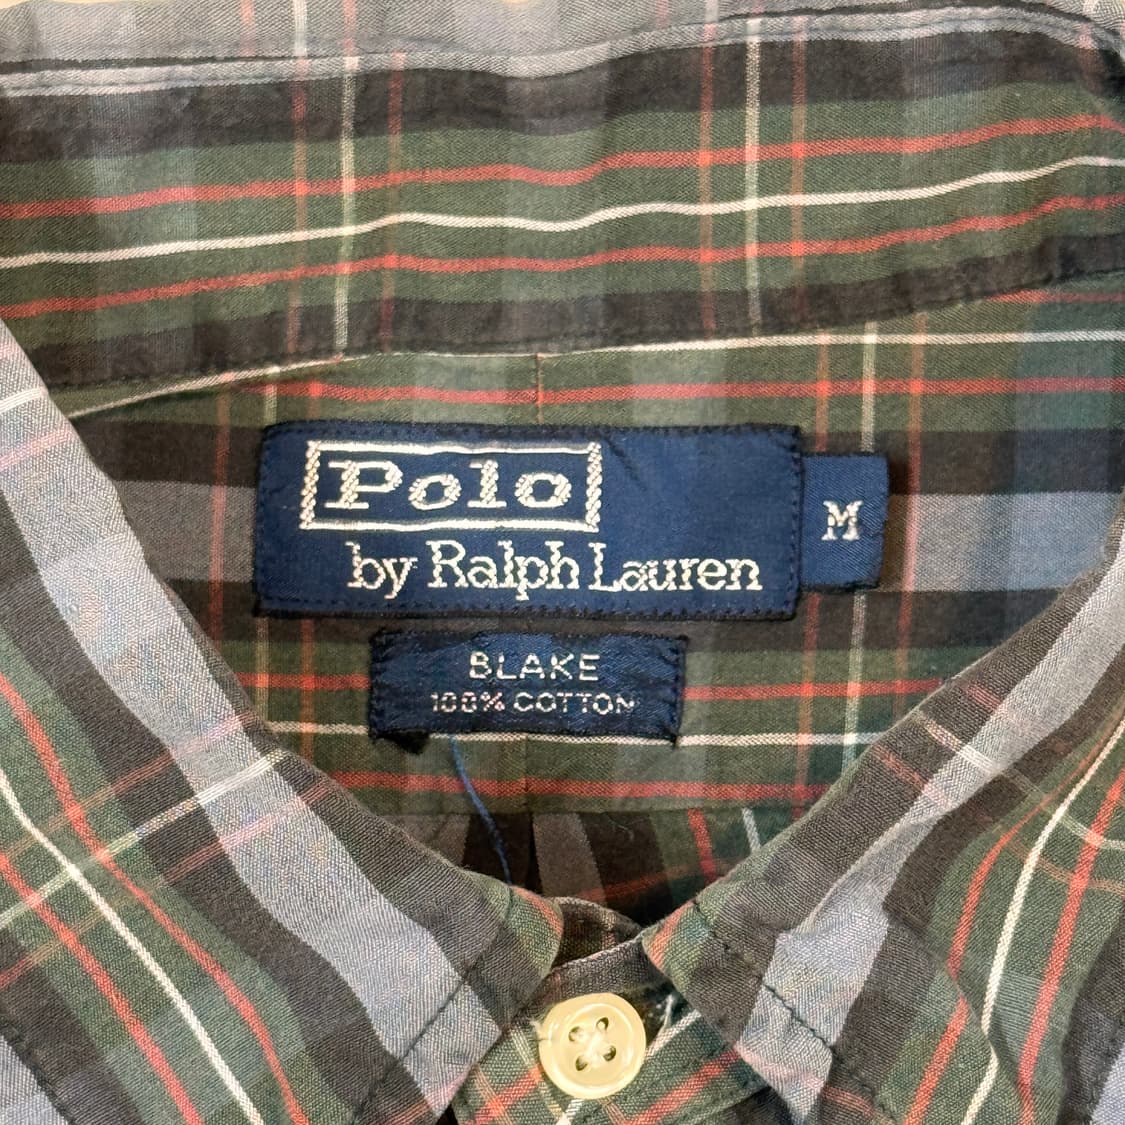 Polo
by Ralph Lauren
M
BLAKE
100% COTTON